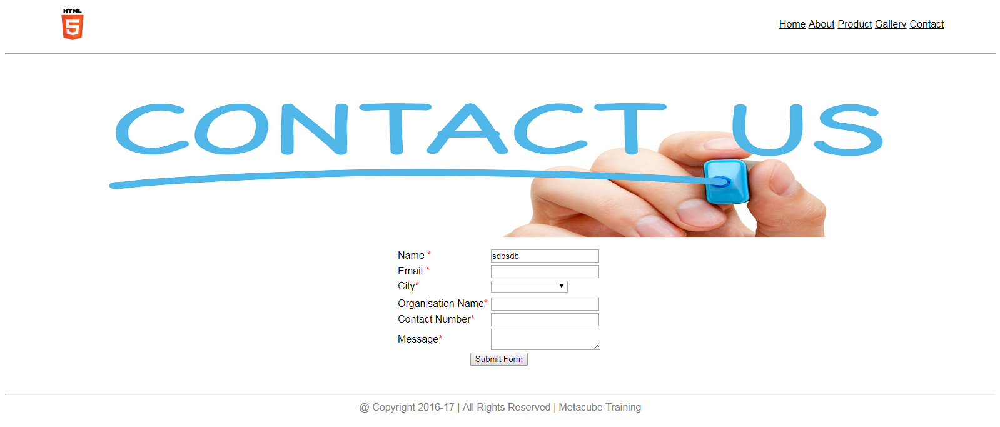 HTML
5
Home About Product Gallery Contact
CONTACT US
Name *
sdbsdb
Email *
City*
Organisation Name*
Contact Number*
Message*
Submit Form
@ Copyright 2016-17 | All Rights Reserved | Metacube Training